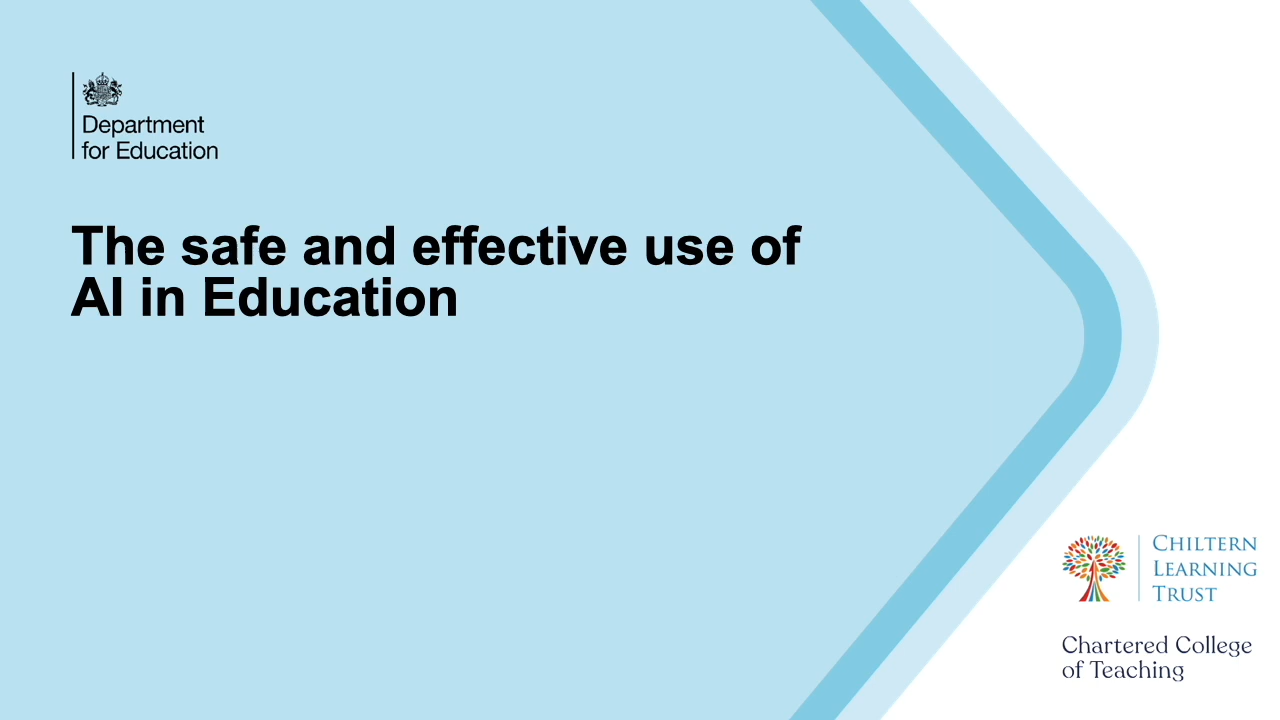 Department
for Education
The safe and effective use of
AI in Education
CHILTERN
LEARNING
TRUST
Chartered College
of Teaching